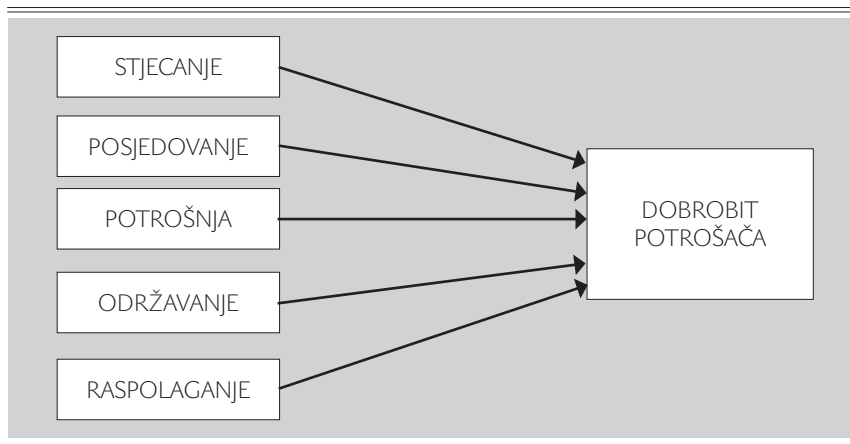 STJECANJE
POSJEDOVANJE
POTROŠNJA
ODRŽAVANJE
RASPOLAGANJE
DOBROBIT
POTROŠAČA